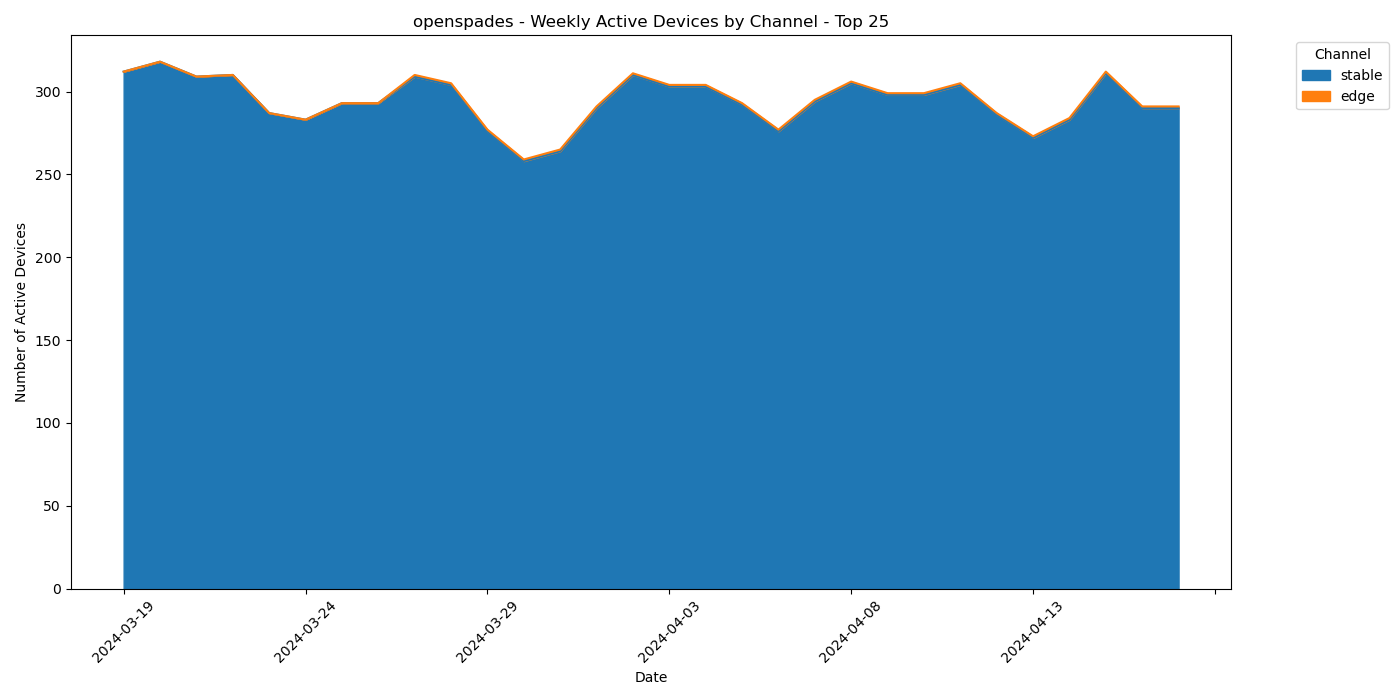 openspades - Weekly Active Devices by Channel - Top 25
Channel
stable
edge
Number of Active Devices
300
250
200
150
100
50
0
2024-03-19
2024-03-24
2024-03-29
2024-04-03
2024-04-08
2024-04-13
Date